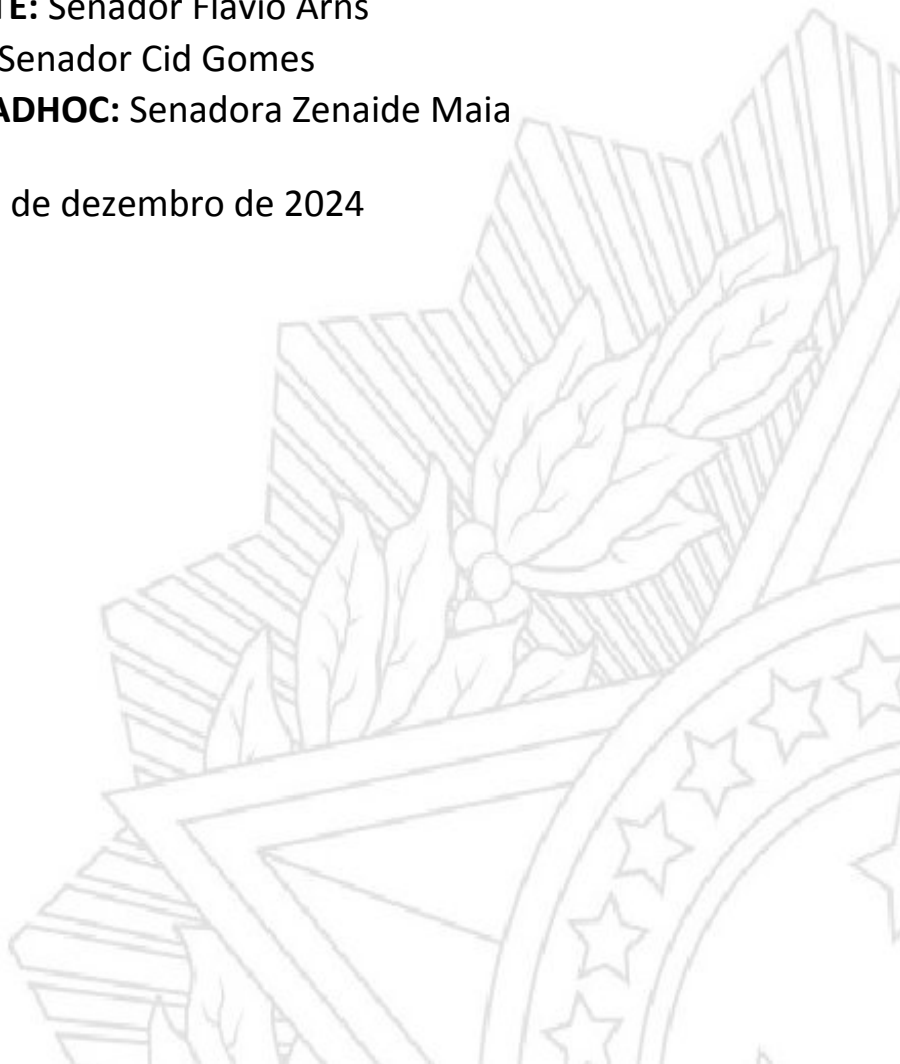 TE: Senador Flávio Arns
Senador Cid Gomes
ADHOC: Senadora Zenaide Maia
de dezembro de 2024